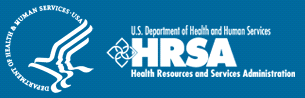 DEPARTMENT OF HEALTH & HUMAN SERVICES·USA
U.S. Department of Health and Human Services
HRSA
Health Resources and Services Administration